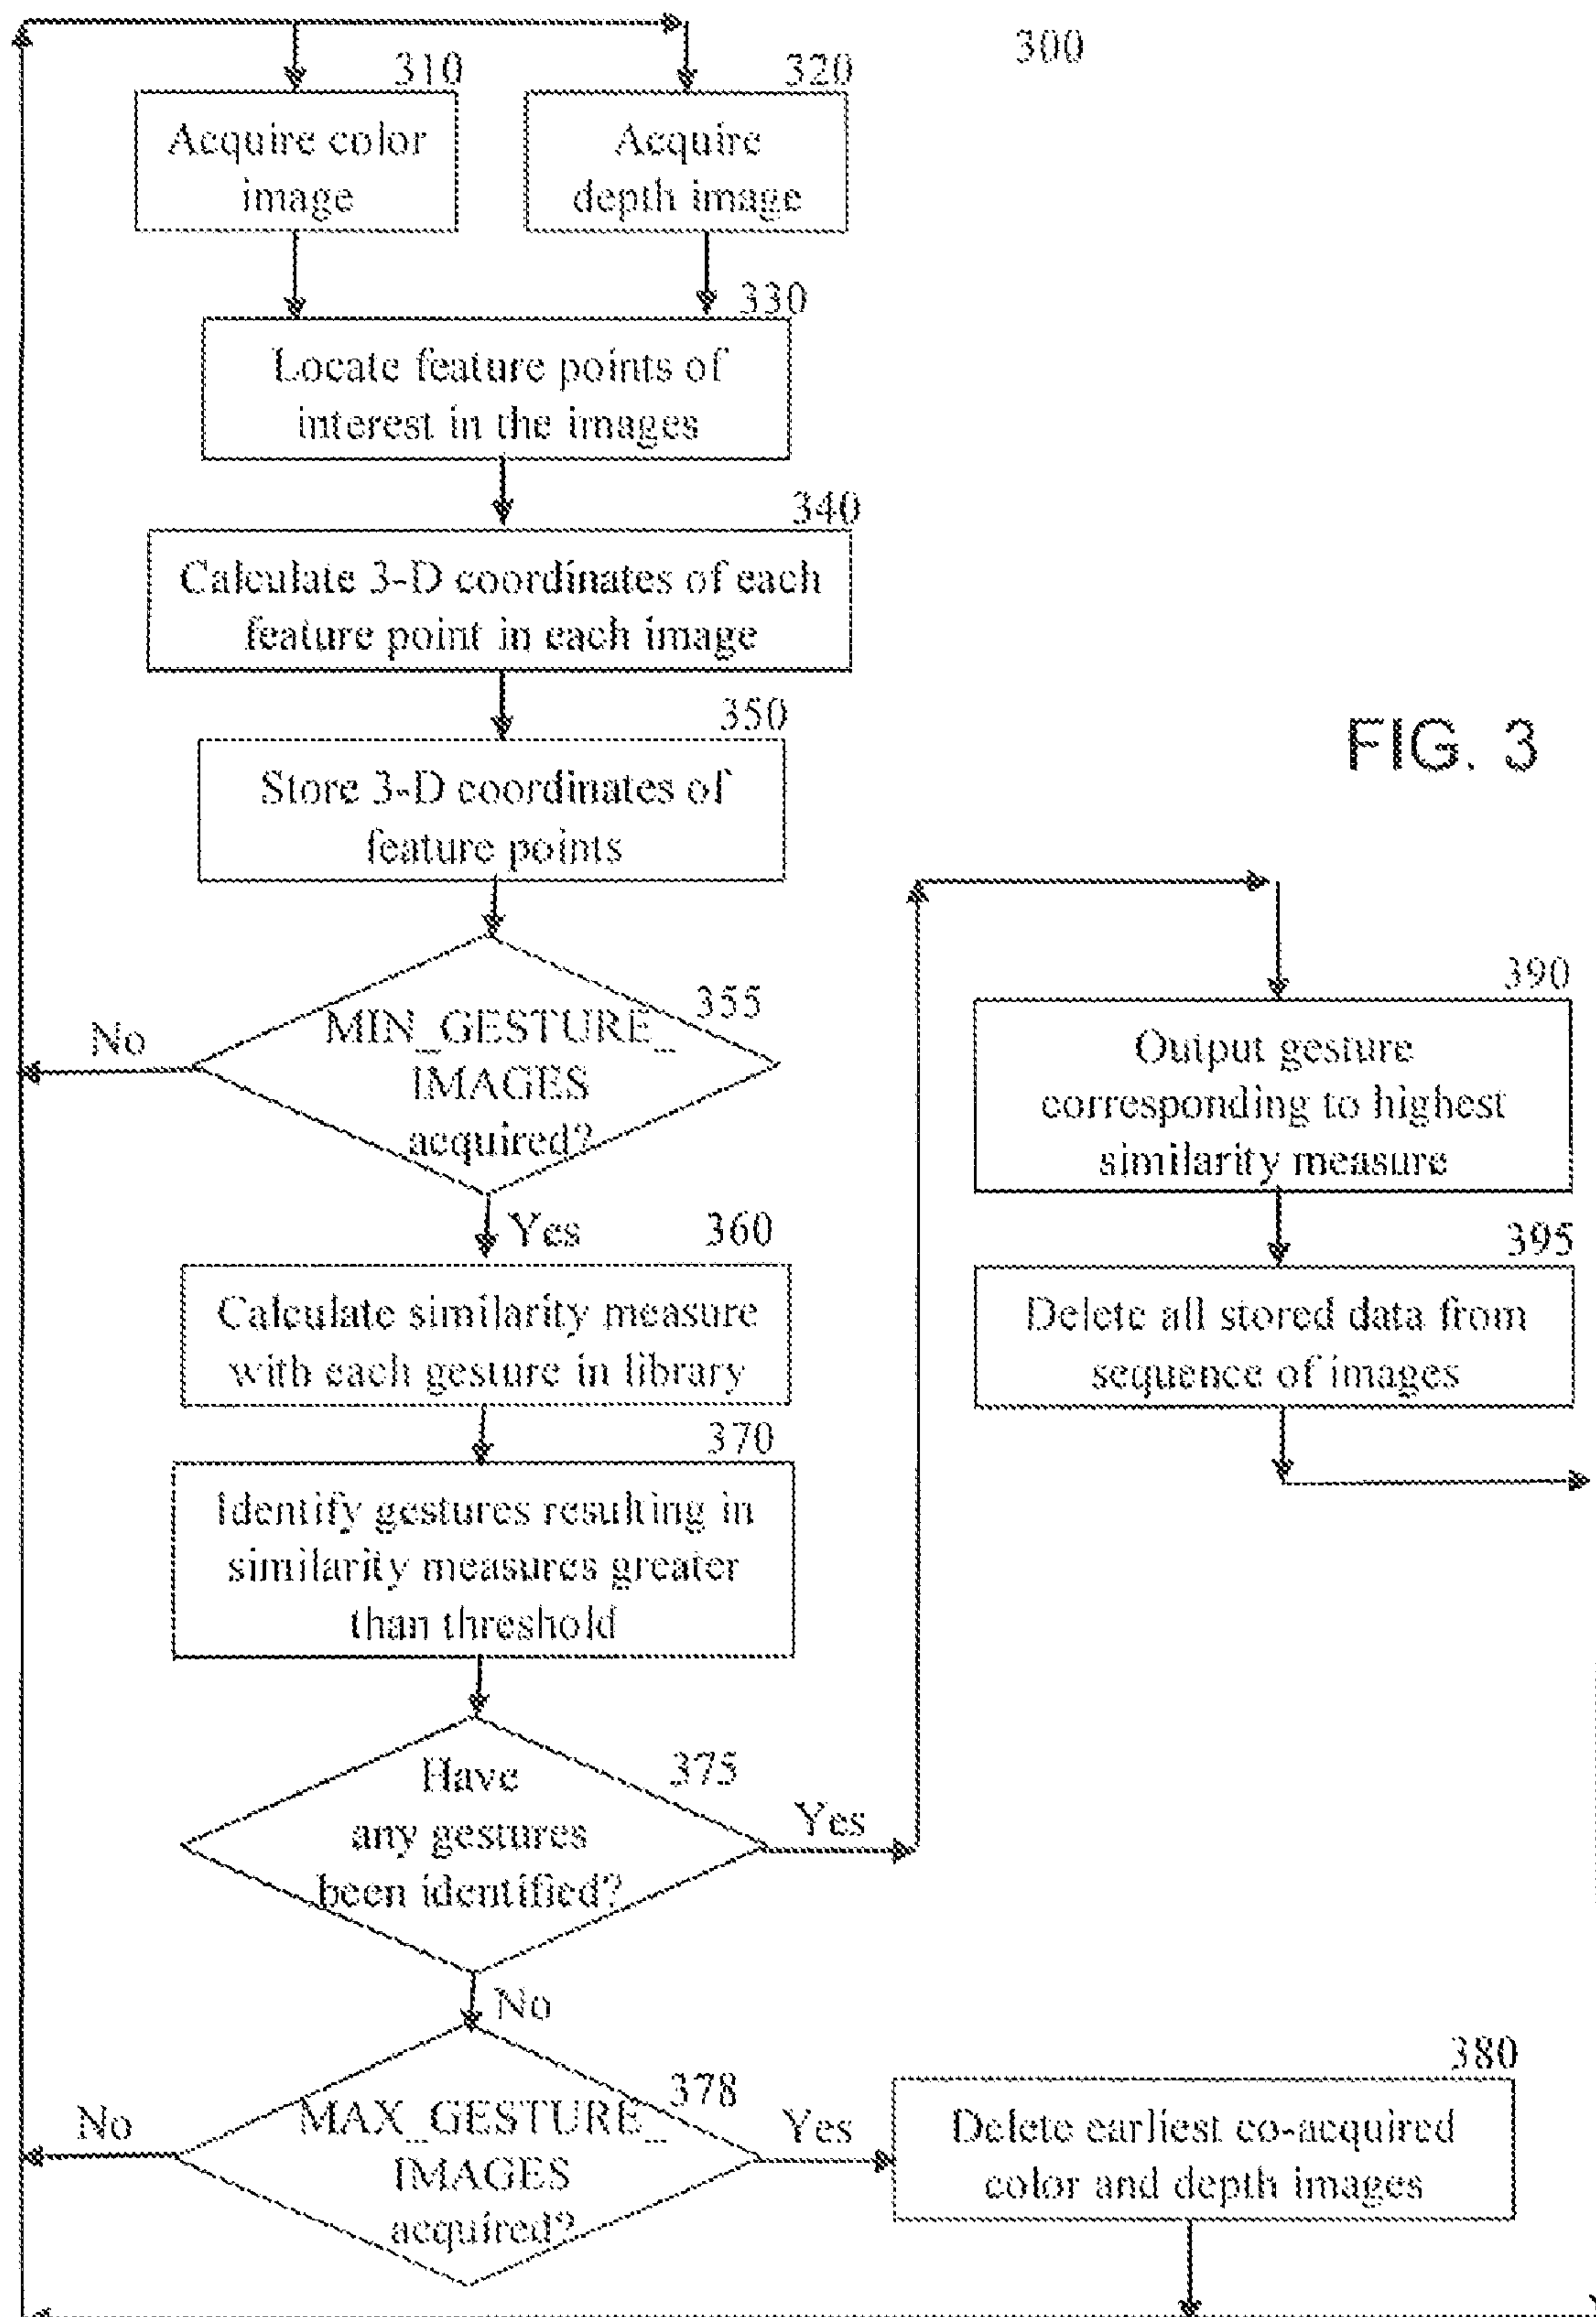 300
310
Acquire color
image
320
Acquire
depth image
330
Locate feature points of
interest in the images
340
Calculate 3-D coordinates of each
feature point in each image
350
Store 3-D coordinates of
feature points
FIG. 3
355
MIN_GESTURE_
IMAGES
acquired?
No
Yes
360
Calculate similarity measure
with each gesture in library
370
Identify gestures resulting in
similarity measures greater
than threshold
375
Have
any gestures
been identified?
Yes
No
378
MAX_GESTURE_
IMAGES
acquired?
No
Yes
380
Delete earliest co-acquired
color and depth images
390
Output gesture
corresponding to highest
similarity measure
395
Delete all stored data from
sequence of images